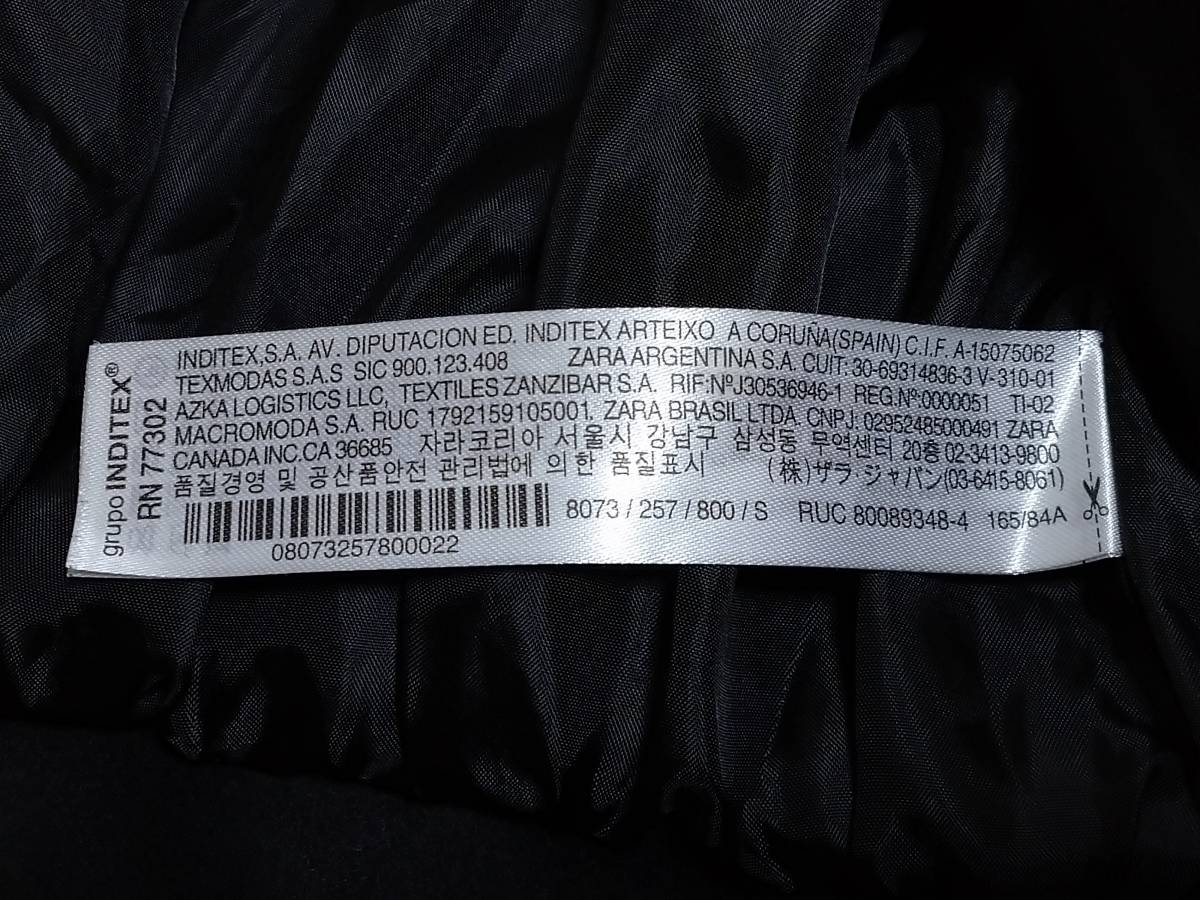 grupo INDITEX®
RN 77302
INDITEX,S.A. AV. DIPUTACION ED. INDITEX ARTEIXO A CORUÑA(SPAIN) C.I.F. A-15075062
TEXMODAS S.A.S SIC 900.123.408 ZARA ARGENTINA S.A. CUIT: 30-69314836-3 V-310-01
AZKA LOGISTICS LLC, TEXTILES ZANZIBAR S.A. RIF:NºJ30536946-1 REG.Nº:0000051 TI-02
MACROMODA S.A. RUC 1792159105001, ZARA BRASIL LTDA. CNPJ: 02952485000491 ZARA
CANADA INC.CA 36685 자라코리아 서울시 강남구 삼성동 무역센터 20층 02-3413-9800
품질경영 및 공산품안전 관리법에 의한 품질표시 (株)ザラ・ジャパン(03-6415-8061)
8073 / 257 / 800 / S RUC 80089348-4 165/84A
08073257800022